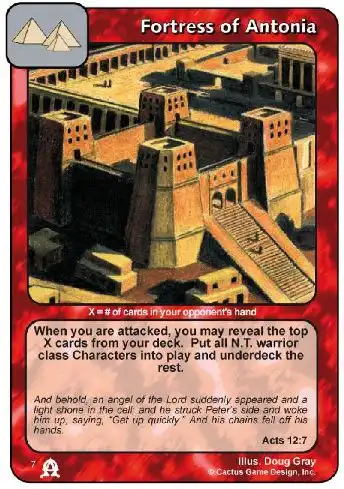 Fortress of Antonia
X = # of cards in your opponent's hand
When you are attacked, you may reveal the top
X cards from your deck. Put all N.T. warrior
class Characters into play and underdeck the
rest.
And behold, an angel of the Lord suddenly appeared and a
light shone in the cell: and he struck Peter's side and woke
him up, saying, "Get up quickly." And his chains fell off his
hands.
Acts 12:7
7
Illus. Doug Gray
© Cactus Game Design, Inc.